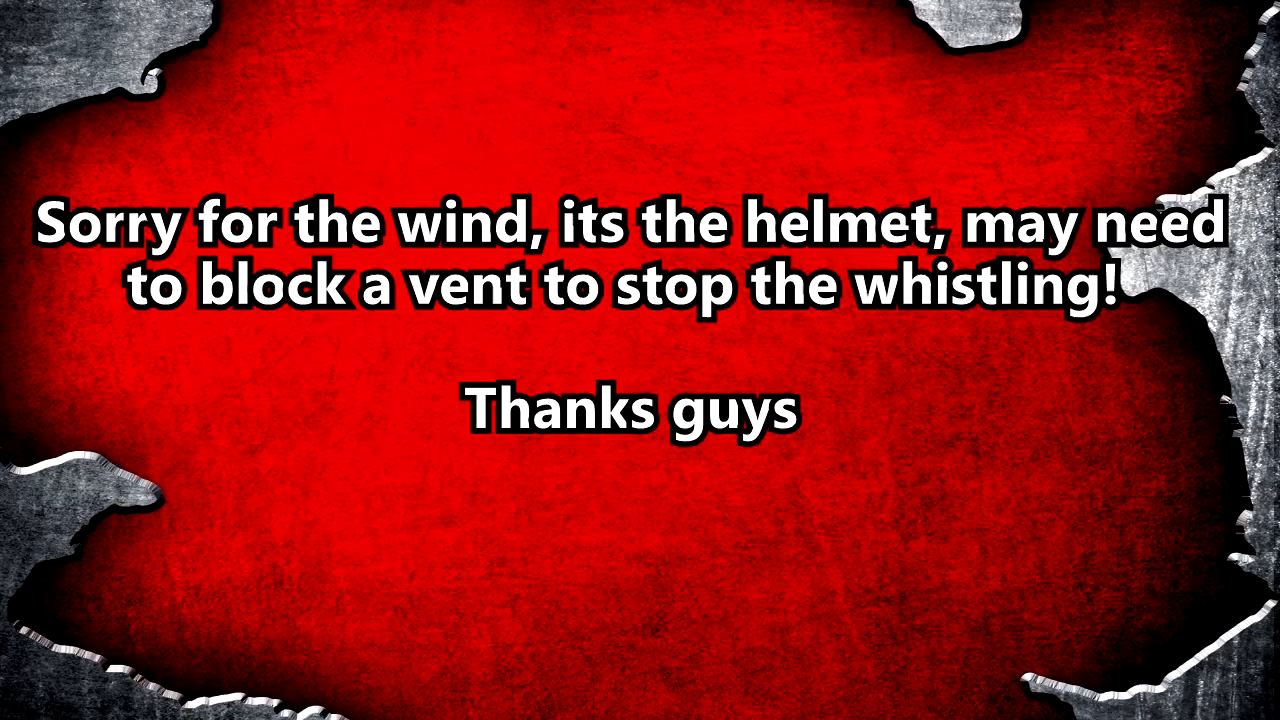 Sorry for the wind, its the helmet, may need
to block a vent to stop the whistling!
Thanks guys